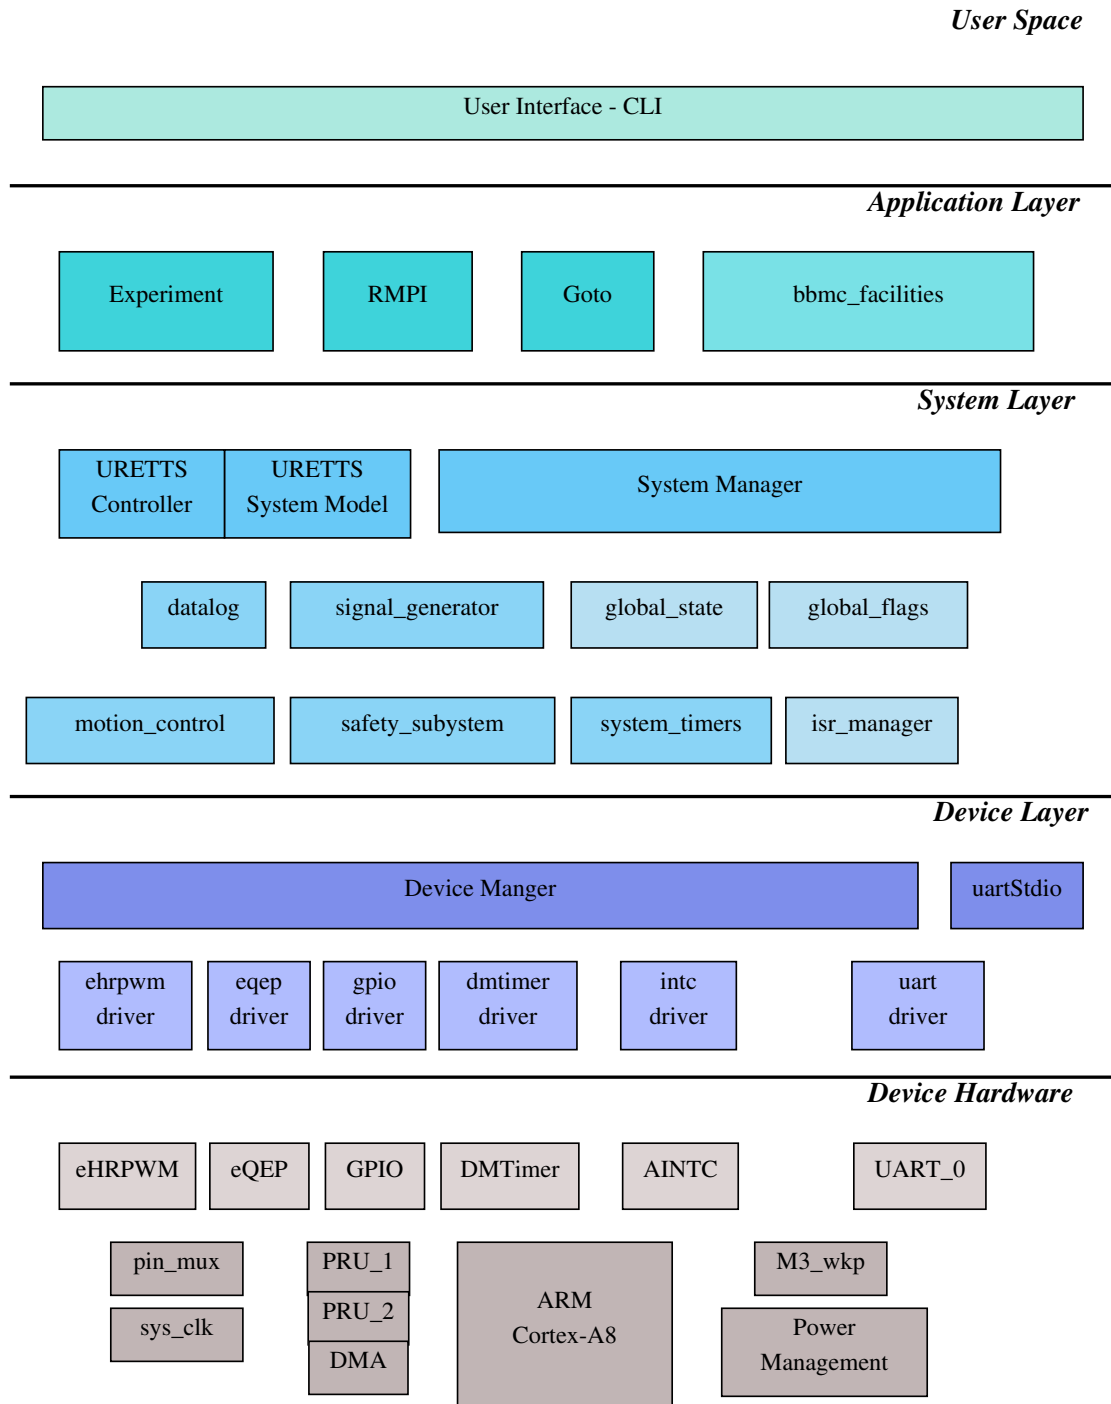 User Space
User Interface - CLI
Application Layer
Experiment
RMPI
Goto
bbmc_facilities
System Layer
URETTS
Controller
URETTS
System Model
System Manager
datalog
signal_generator
global_state
global_flags
motion_control
safety_subystem
system_timers
isr_manager
Device Layer
Device Manger
uartStdio
ehrpwm
driver
eqep
driver
gpio
driver
dmtimer
driver
intc
driver
uart
driver
Device Hardware
eHRPWM
eQEP
GPIO
DMTimer
AINTC
UART_0
pin_mux
PRU_1
M3_wkp
sys_clk
PRU_2
DMA
ARM
Cortex-A8
Power
Management